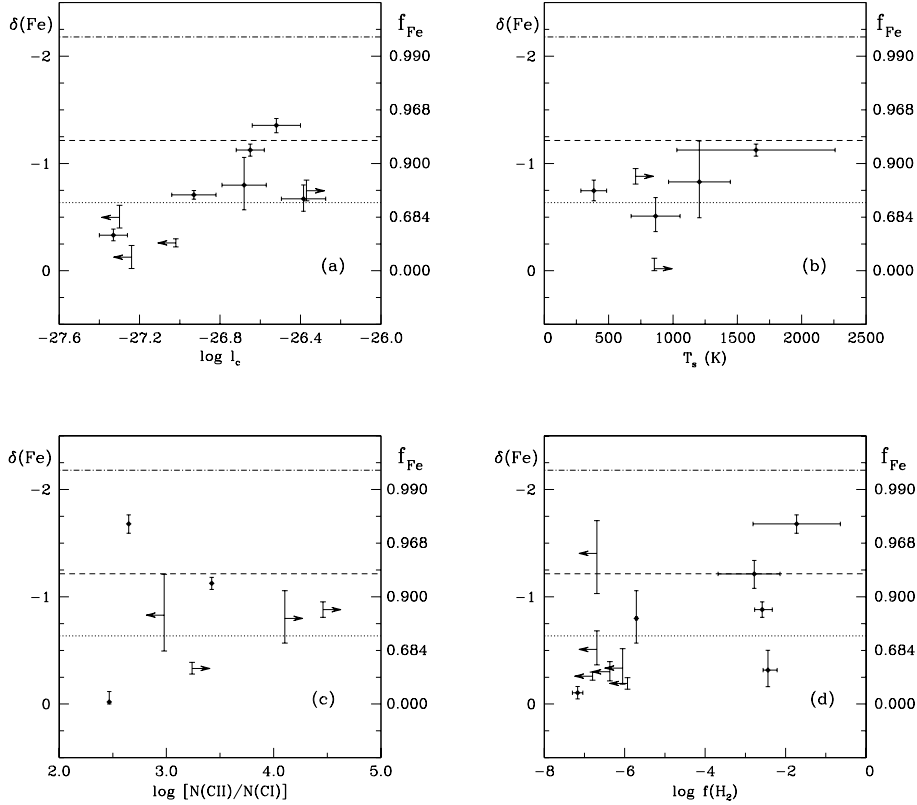 δ(Fe) f_Fe δ(Fe) f_Fe
−2 0.990 −2 0.990
0.968 0.968
−1 0.900 −1 0.900
0.684 0.684
0 0.000 0 0.000
(a) (b)
−27.6 −27.2 −26.8 −26.4 −26.0 0 500 1000 1500 2000 2500
log l_c T_s (K)
δ(Fe) f_Fe δ(Fe) f_Fe
−2 0.990 −2 0.990
0.968 0.968
−1 0.900 −1 0.900
0.684 0.684
0 0.000 0 0.000
(c) (d)
2.0 3.0 4.0 5.0 −8 −6 −4 −2 0
log [N(CII)/N(CI)] log f(H_2)